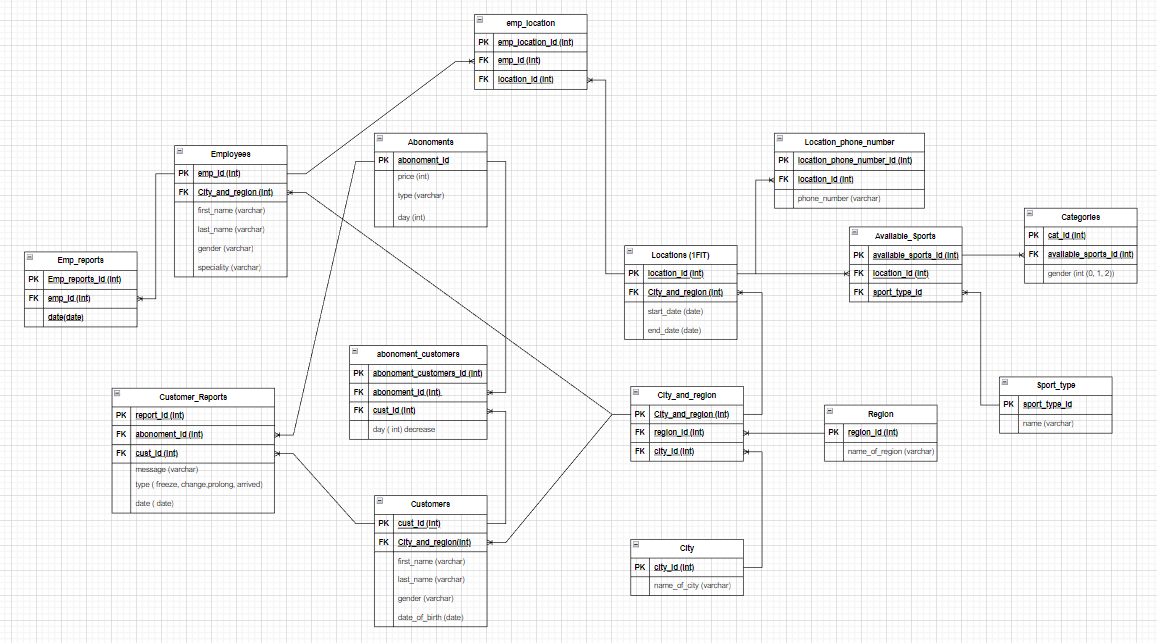 emp_location
PK emp_location_id (int)
FK emp_id (int)
FK location_id (int)
Employees
PK emp_id (int)
FK City_and_region (int)
first_name (varchar)
last_name (varchar)
gender (varchar)
speciality (varchar)
Abonoments
PK abonoment_id
price (int)
type (varchar)
day (int)
Location_phone_number
PK location_phone_number_id (int)
FK location_id (int)
phone_number (varchar)
Categories
PK cat_id (int)
FK available_sports_id (int)
gender (int (0, 1, 2))
Available_Sports
PK available_sports_id (int)
FK location_id (int)
FK sport_type_id
Locations (1FIT)
PK location_id (int)
FK City_and_region (int)
start_date (date)
end_date (date)
Emp_reports
PK Emp_reports_id (int)
FK emp_id (int)
date(date)
abonoment_customers
PK abonoment_customers_id (int)
FK abonoment_id (int)
FK cust_id (int)
day ( int) decrease
Customer_Reports
PK report_id (int)
FK abonoment_id (int)
FK cust_id (int)
message (varchar)
type ( freeze, change,prolong, arrived)
date ( date)
City_and_region
PK City_and_region (int)
FK region_id (int)
FK city_id (int)
Region
PK region_id (int)
name_of_region (varchar)
Sport_type
PK sport_type_id
name (varchar)
Customers
PK cust_id (int)
FK City_and_region(int)
first_name (varchar)
last_name (varchar)
gender (varchar)
date_of_birth (date)
City
PK city_id (int)
name_of_city (varchar)